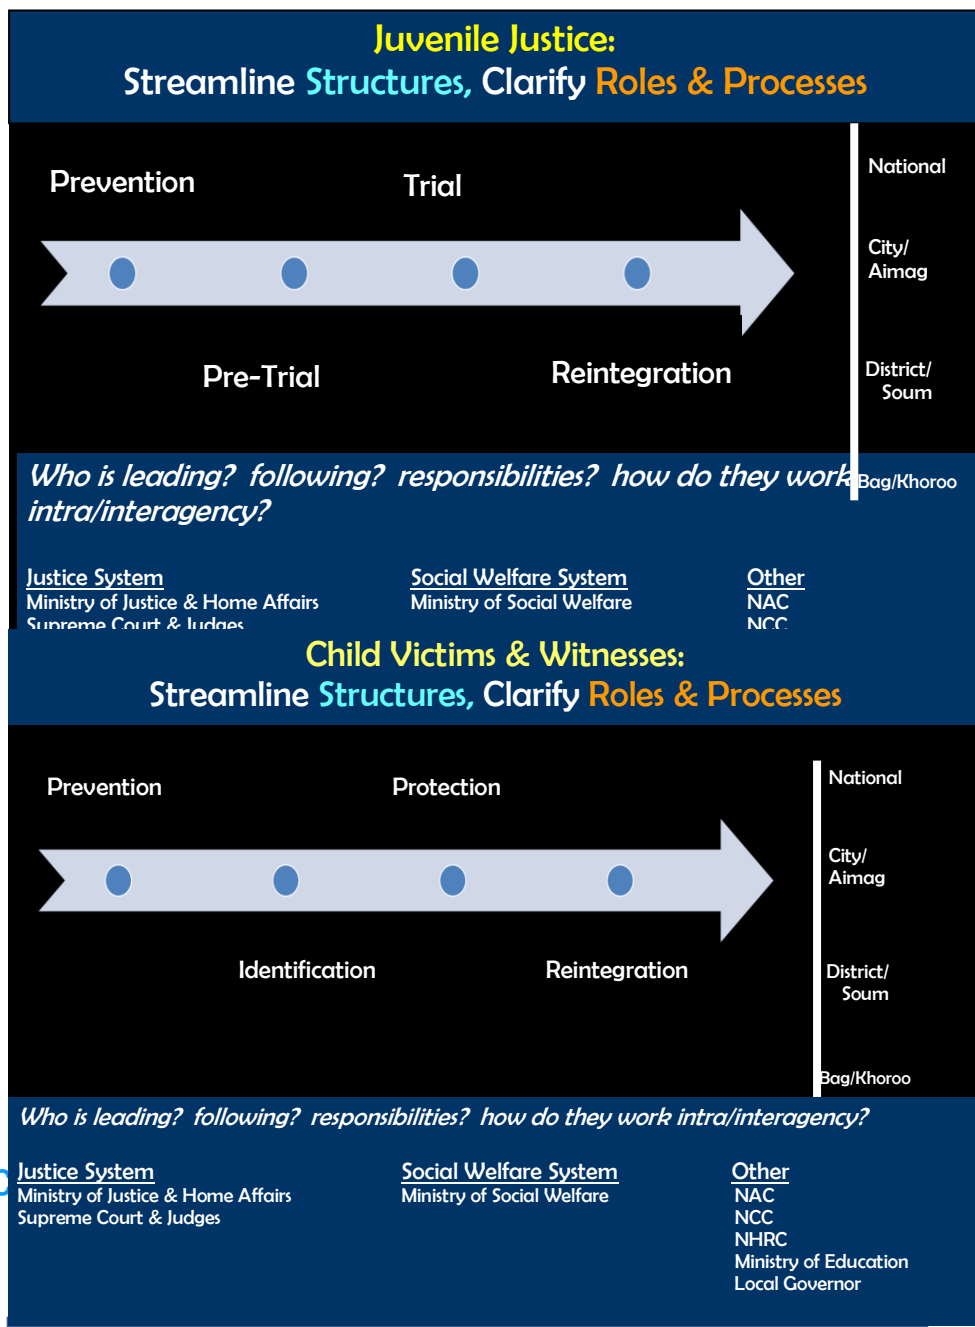 Juvenile Justice:
Streamline Structures, Clarify Roles & Processes
Prevention
Trial
Pre-Trial
Reintegration
National
City/
Aimag
District/
Soum
Bag/Khoroo
Who is leading? following? responsibilities? how do they work
intra/interagency?
Justice System
Ministry of Justice & Home Affairs
Supreme Court & Judges
Social Welfare System
Ministry of Social Welfare
Other
NAC
NCC
Child Victims & Witnesses:
Streamline Structures, Clarify Roles & Processes
Prevention
Protection
Identification
Reintegration
National
City/
Aimag
District/
Soum
Bag/Khoroo
Who is leading? following? responsibilities? how do they work intra/interagency?
Justice System
Ministry of Justice & Home Affairs
Supreme Court & Judges
Social Welfare System
Ministry of Social Welfare
Other
NAC
NCC
NHRC
Ministry of Education
Local Governor